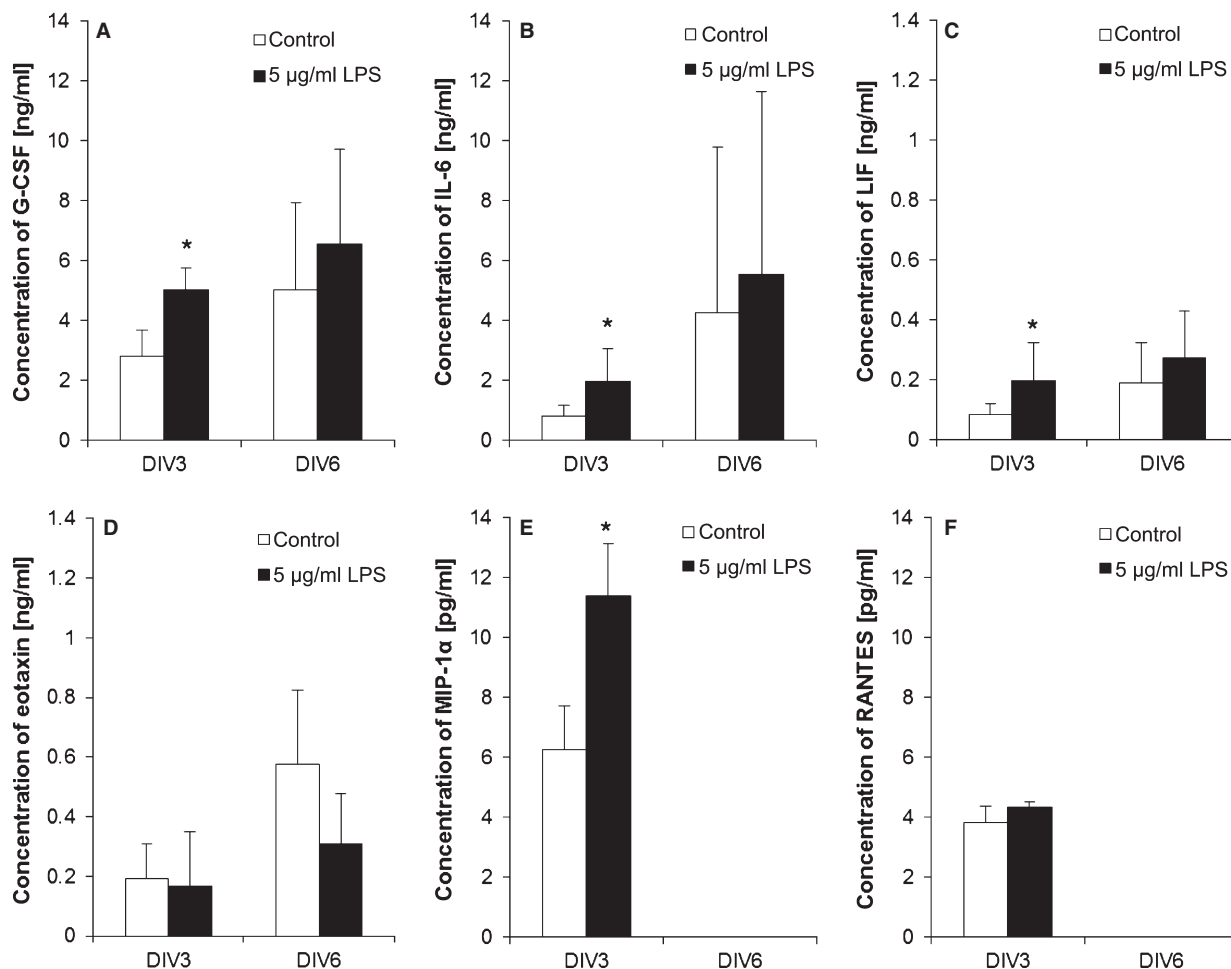 A
Control
5 µg/ml LPS
Concentration of G-CSF [ng/ml]
14
12
10
8
6
4
2
0
*
DIV3
DIV6
B
Control
5 µg/ml LPS
Concentration of IL-6 [ng/ml]
14
12
10
8
6
4
2
0
*
DIV3
DIV6
C
Control
5 µg/ml LPS
Concentration of LIF [ng/ml]
1.4
1.2
1
0.8
0.6
0.4
0.2
0
*
DIV3
DIV6
D
Control
5 µg/ml LPS
Concentration of eotaxin [ng/ml]
1.4
1.2
1
0.8
0.6
0.4
0.2
0
DIV3
DIV6
E
Control
5 µg/ml LPS
Concentration of MIP-1α [pg/ml]
14
12
10
8
6
4
2
0
*
DIV3
DIV6
F
Control
5 µg/ml LPS
Concentration of RANTES [pg/ml]
14
12
10
8
6
4
2
0
DIV3
DIV6